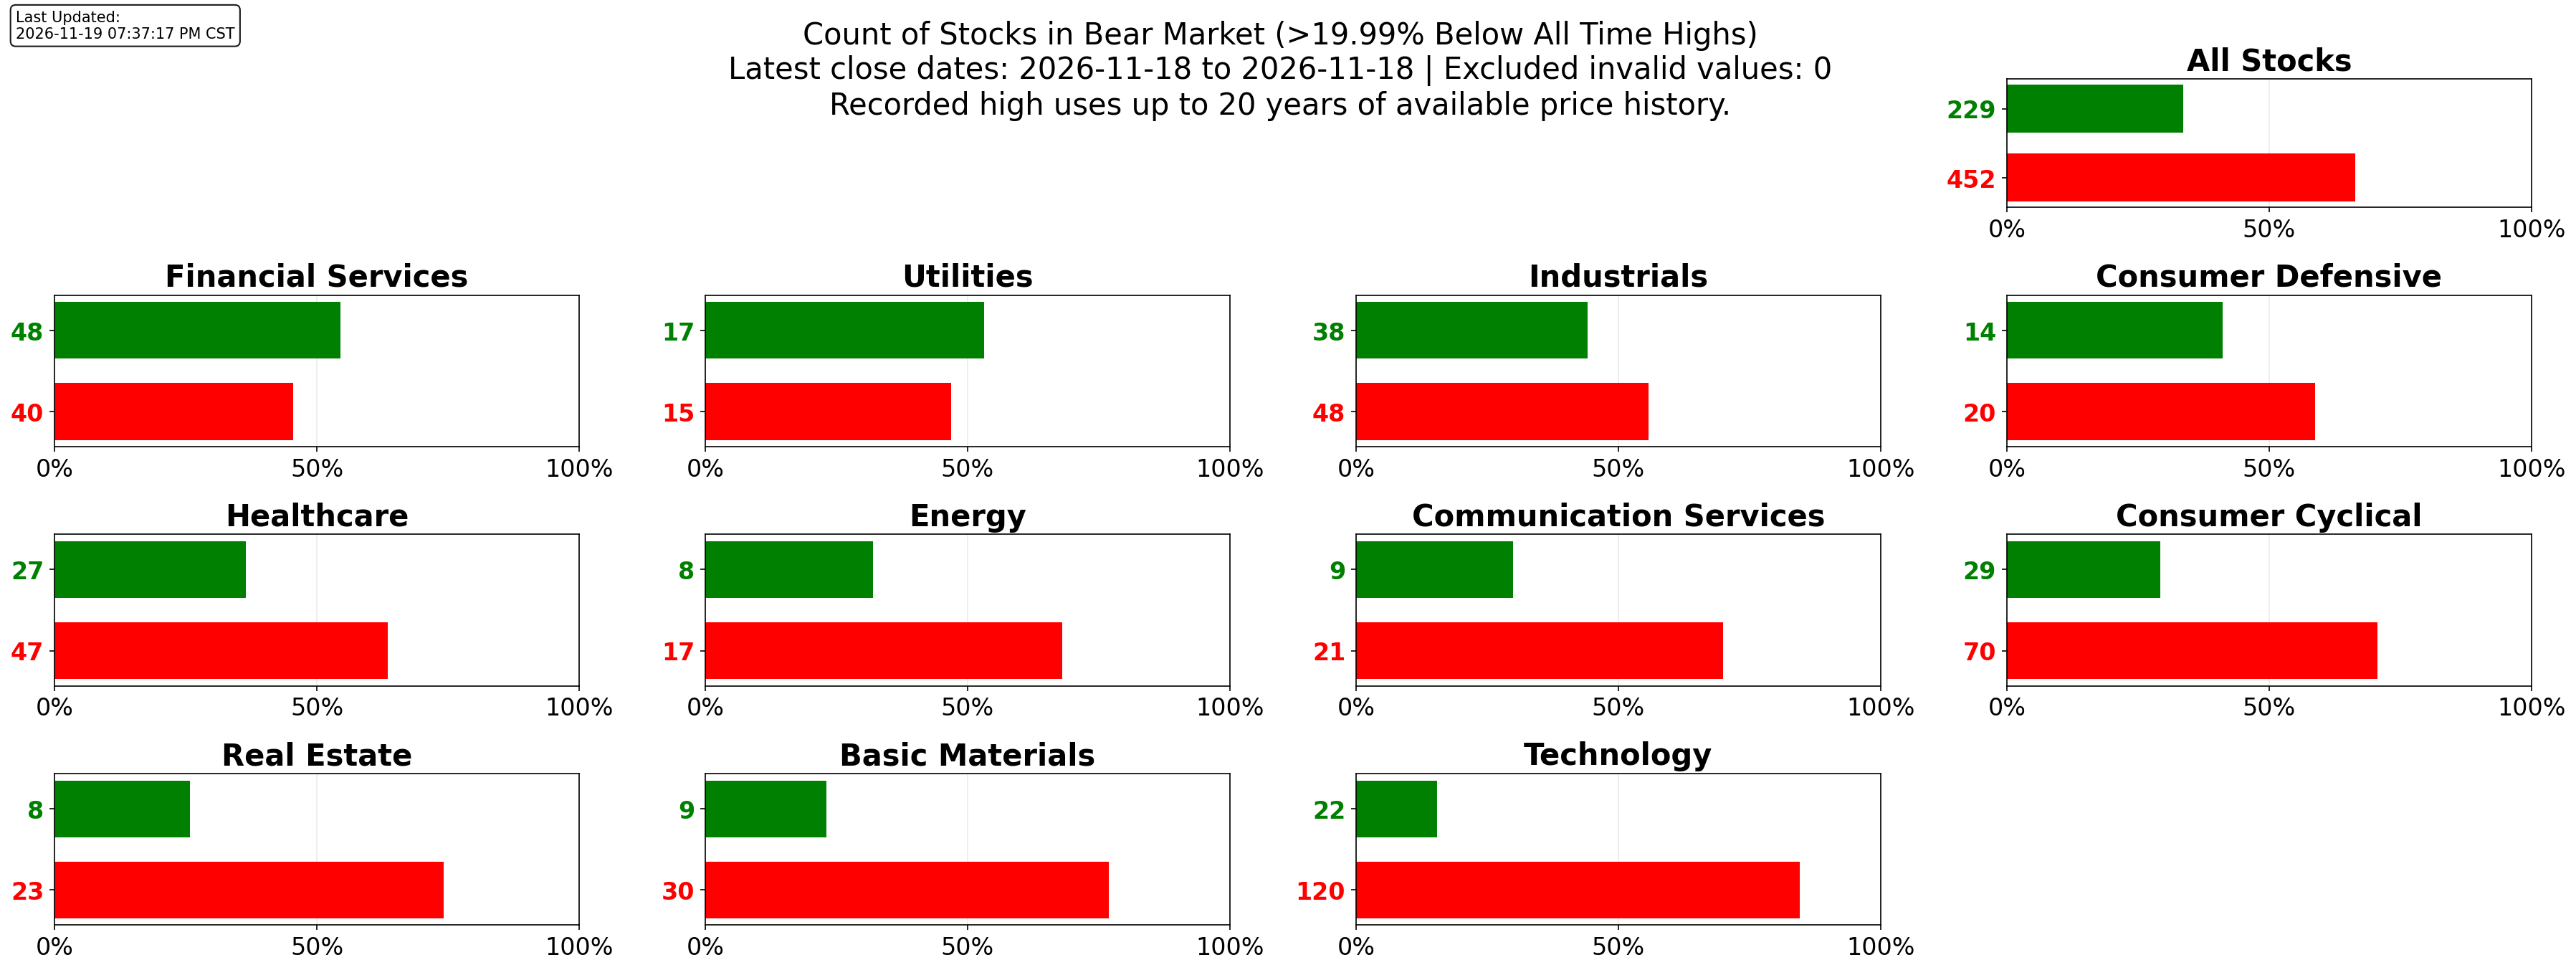 Last Updated:
2026-11-19 07:37:17 PM CST
Count of Stocks in Bear Market (>19.99% Below All Time Highs)
Latest close dates: 2026-11-18 to 2026-11-18 | Excluded invalid values: 0
Recorded high uses up to 20 years of available price history.
All Stocks
229
452
0% 50% 100%
Financial Services
48
40
0% 50% 100%
Utilities
17
15
0% 50% 100%
Industrials
38
48
0% 50% 100%
Consumer Defensive
14
20
0% 50% 100%
Healthcare
27
47
0% 50% 100%
Energy
8
17
0% 50% 100%
Communication Services
9
21
0% 50% 100%
Consumer Cyclical
29
70
0% 50% 100%
Real Estate
8
23
0% 50% 100%
Basic Materials
9
30
0% 50% 100%
Technology
22
120
0% 50% 100%